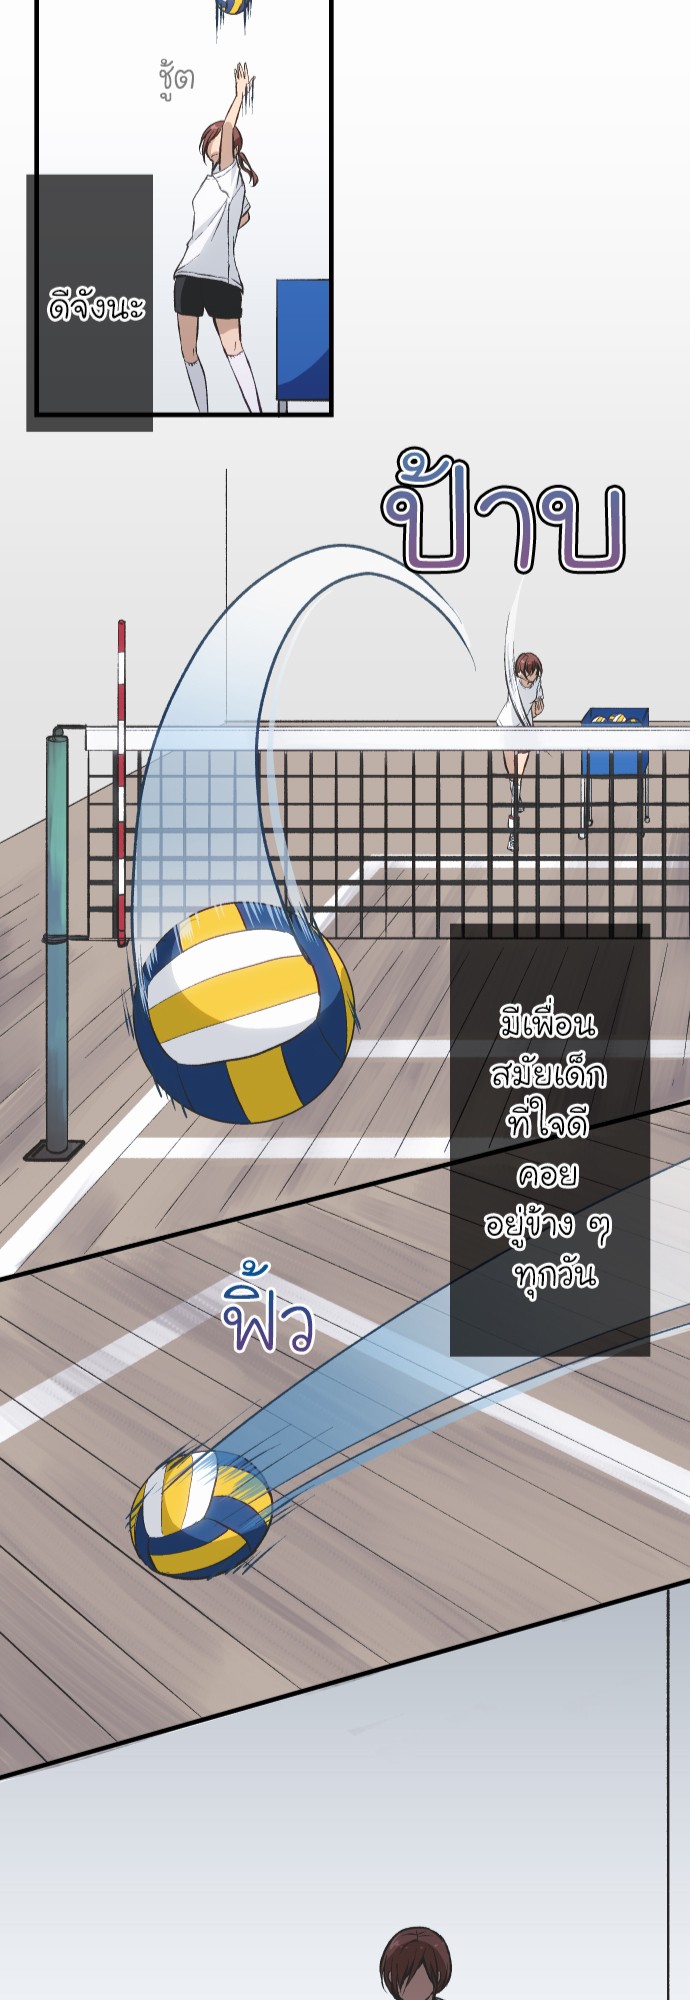 ชู้ต
ดีจังนะ
ป้าบ
มีเพื่อน
สมัยเด็ก
ที่ใจดี
คอย
อยู่ข้าง ๆ
ทุกวัน
ฟิ้ว